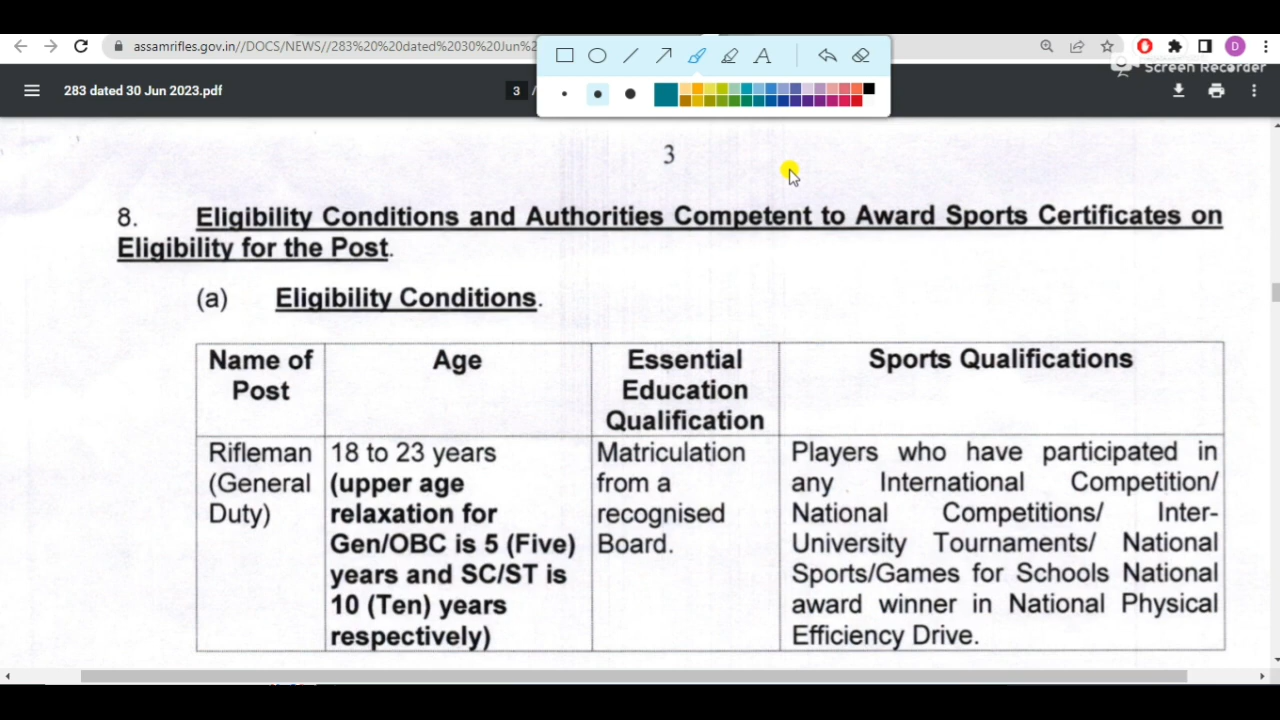 assamrifles.gov.in//DOCS/NEWS//283%20%20dated%2030%20Jun%2
D
Screen Recorder
283 dated 30 Jun 2023.pdf
3 /
A
3
8. Eligibility Conditions and Authorities Competent to Award Sports Certificates on
Eligibility for the Post.
(a) Eligibility Conditions.
Name of
Post
Age
Essential
Education
Qualification
Sports Qualifications
Rifleman
(General
Duty)
18 to 23 years
(upper age
relaxation for
Gen/OBC is 5 (Five)
years and SC/ST is
10 (Ten) years
respectively)
Matriculation
from a
recognised
Board.
Players who have participated in
any International Competition/
National Competitions/ Inter-
University Tournaments/ National
Sports/Games for Schools National
award winner in National Physical
Efficiency Drive.